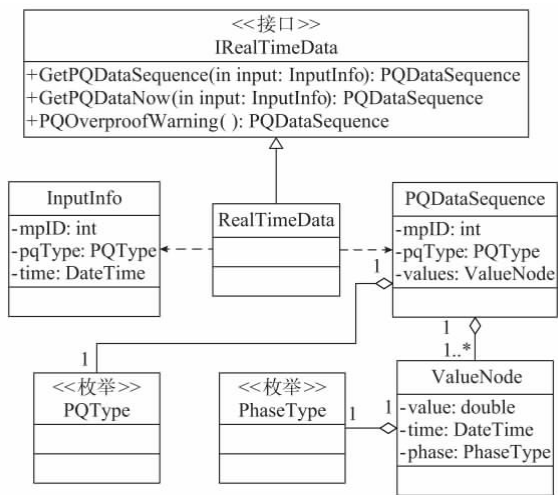 <<接口>>
IRealTimeData
+GetPQDataSequence(in input: InputInfo): PQDataSequence
+GetPQDataNow(in input: InputInfo): PQDataSequence
+PQOverproofWarning( ): PQDataSequence
InputInfo
-mpID: int
-pqType: PQType
-time: DateTime
RealTimeData
PQDataSequence
-mpID: int
-pqType: PQType
-values: ValueNode
1
1
1
1..*
<<枚举>>
PQType
<<枚举>>
PhaseType
1
1
ValueNode
-value: double
-time: DateTime
-phase: PhaseType